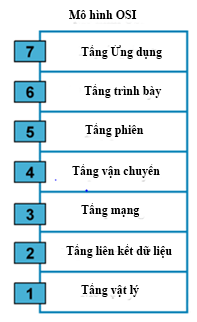 Mô hình OSI
7 Tầng Ứng dụng
6 Tầng trình bày
5 Tầng phiên
4 Tầng vận chuyển
3 Tầng mạng
2 Tầng liên kết dữ liệu
1 Tầng vật lý